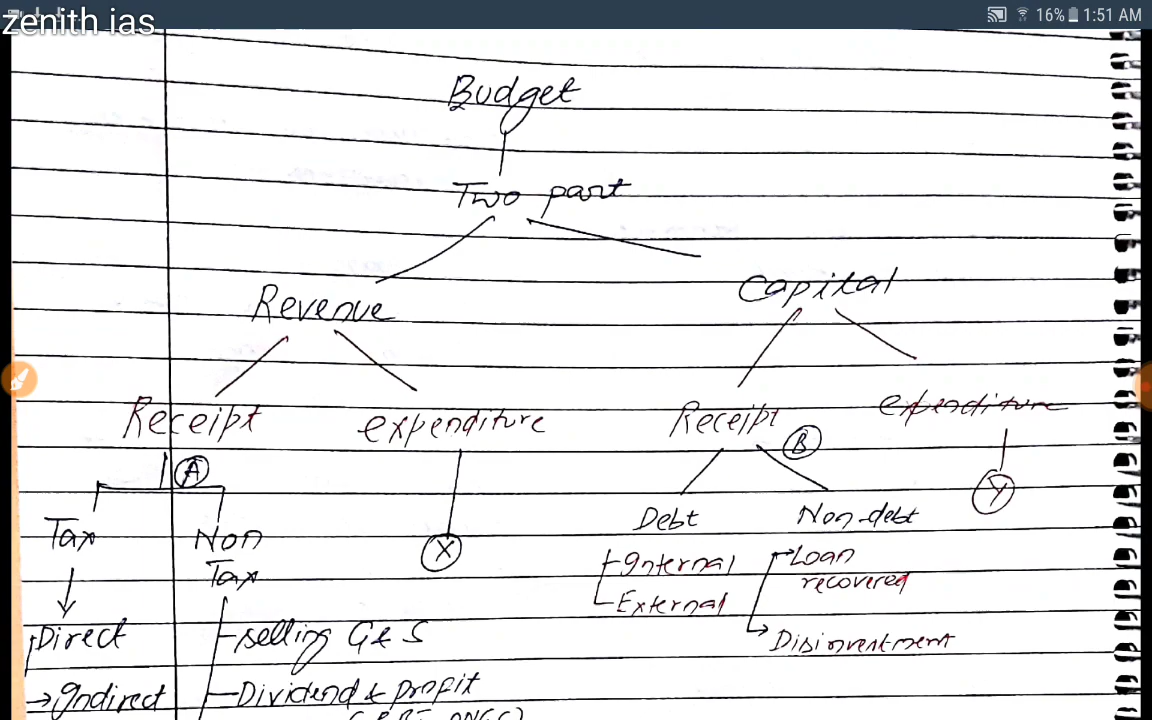 zenith ias
16% 1:51 AM
Budget
Two part
Revenue
Capital
Receipt
expenditure
Receipt
expenditure
A
B
X
Y
Tax
Non
Tax
Debt
Non-debt
Internal
External
Loan
recovered
Disinvestment
Direct
Indirect
selling G & S
Dividend & profit